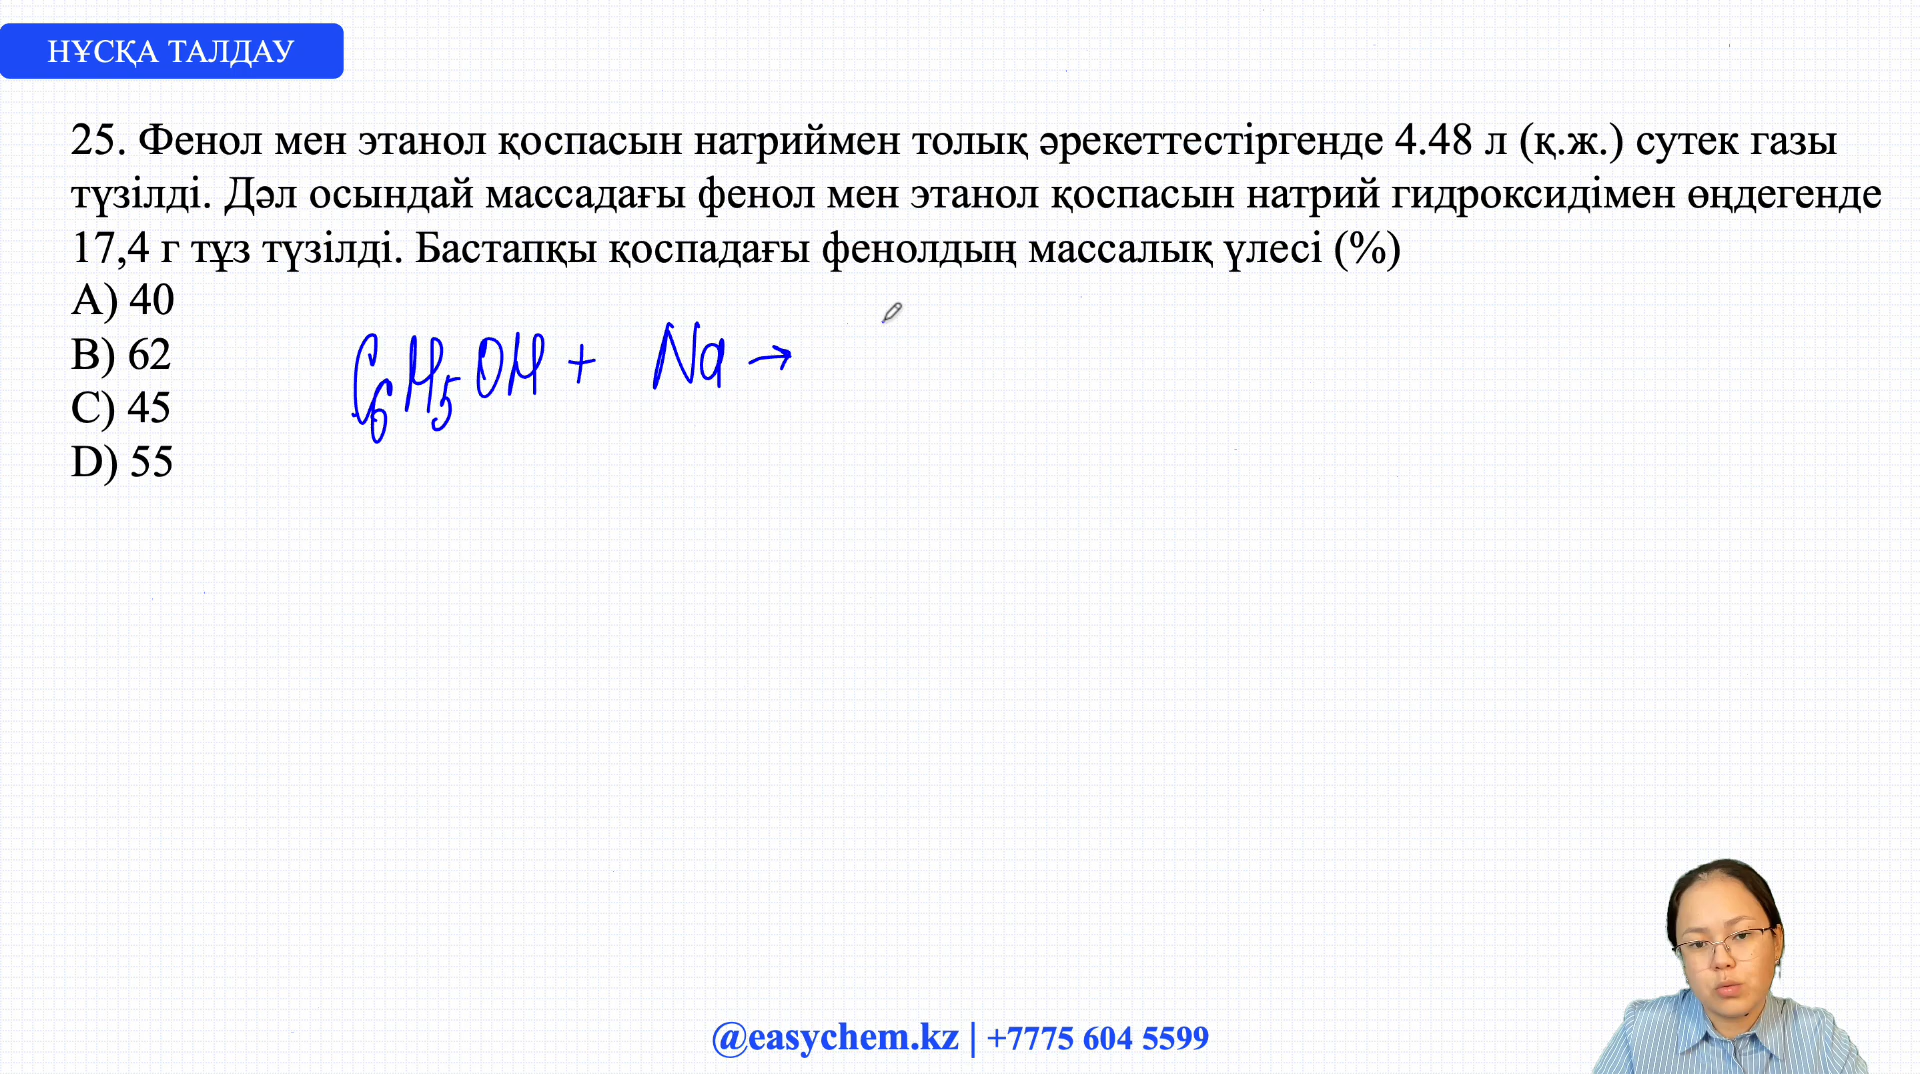 НҰСҚА ТАЛДАУ
25. Фенол мен этанол қоспасын натриймен толық әрекеттестіргенде 4.48 л (қ.ж.) сутек газы
түзілді. Дәл осындай массадағы фенол мен этанол қоспасын натрий гидроксидімен өңдегенде
17,4 г тұз түзілді. Бастапқы қоспадағы фенолдың массалық үлесі (%)
A) 40
B) 62
C) 45
D) 55
C₆H₅OH + Na →
@easychem.kz | +7775 604 5599